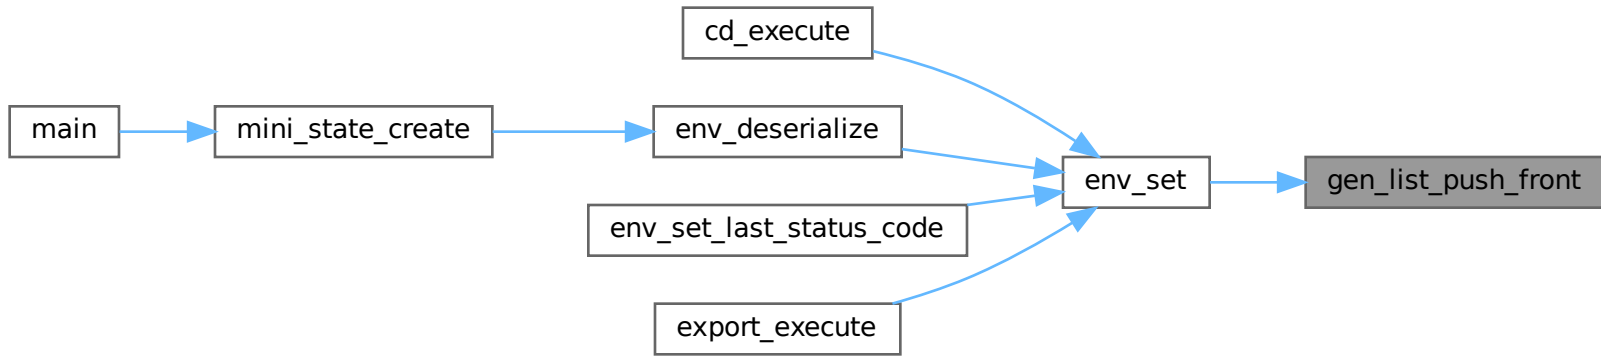 cd_execute
main
mini_state_create
env_deserialize
env_set
gen_list_push_front
env_set_last_status_code
export_execute